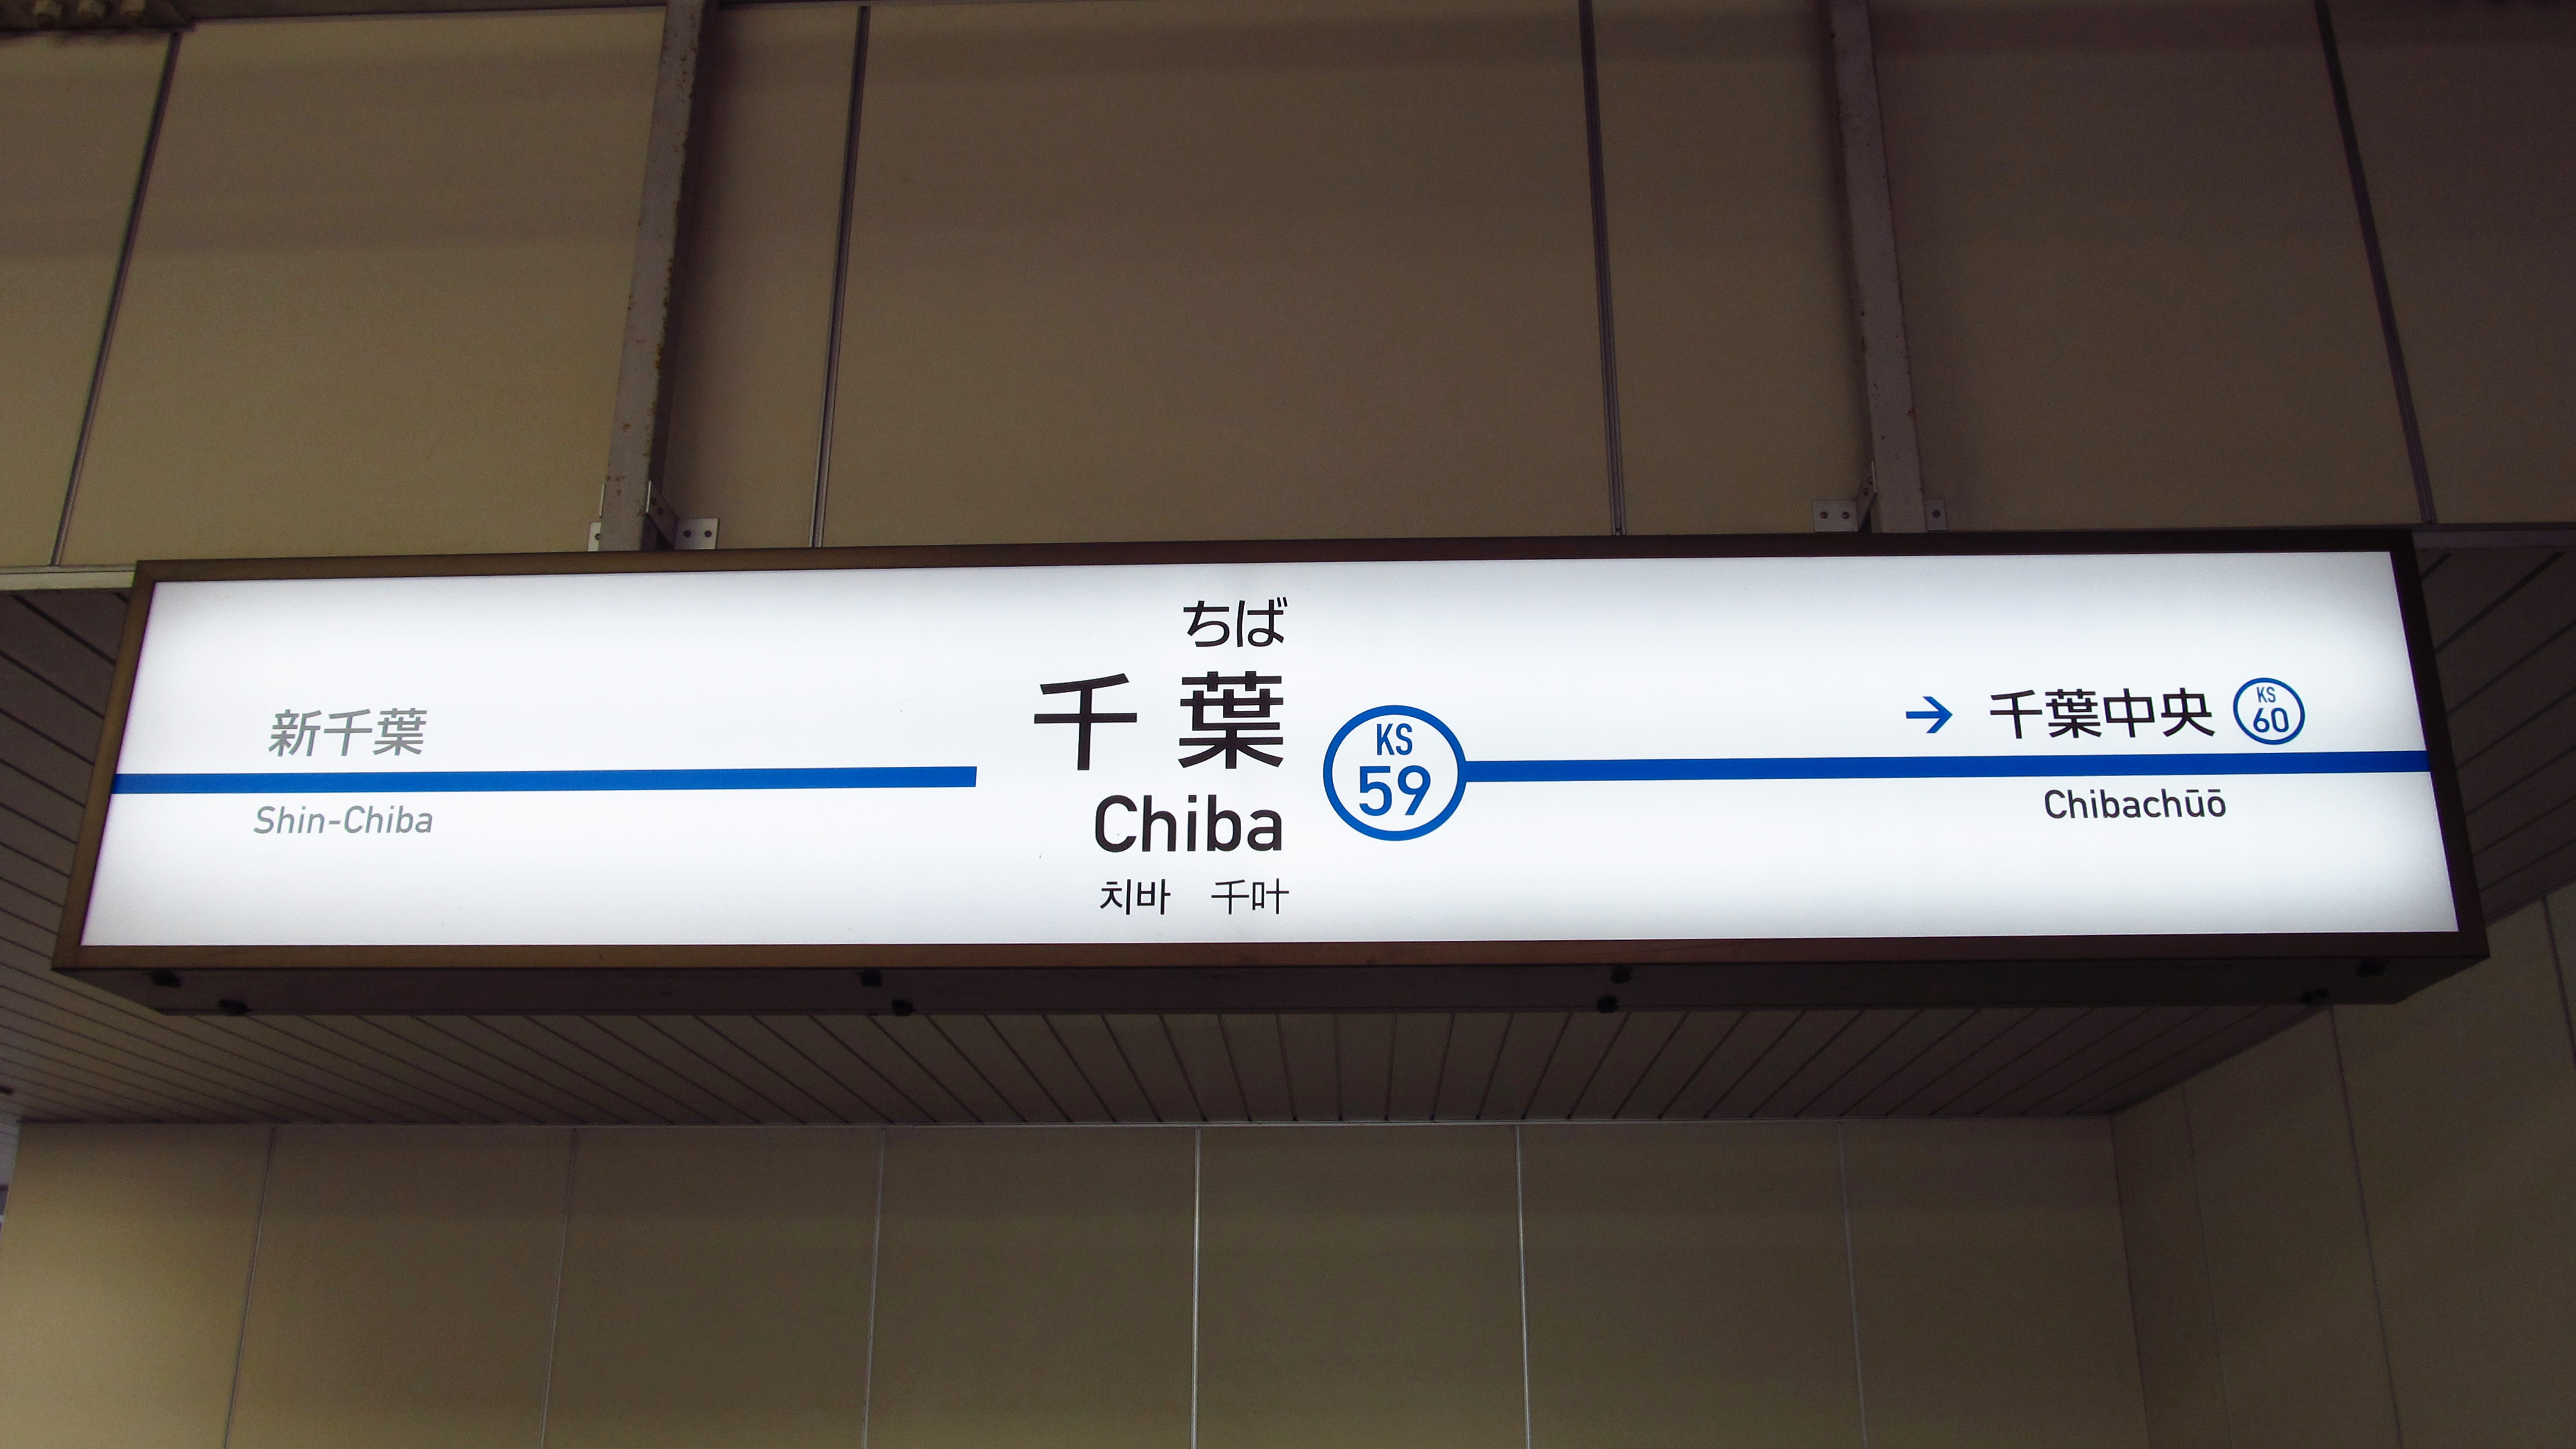 新千葉
Shin-Chiba
ちば
千葉
Chiba
치바 千叶
KS
59
→ 千葉中央
KS
60
Chibachūō